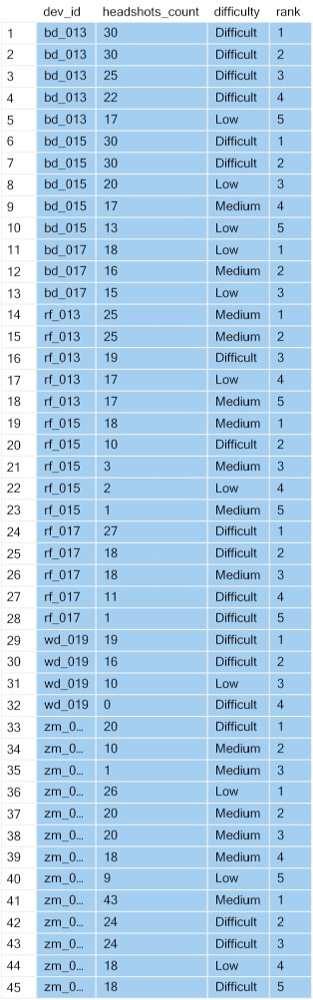 dev_id headshots_count difficulty rank
1 bd_013 30 Difficult 1
2 bd_013 30 Difficult 2
3 bd_013 25 Difficult 3
4 bd_013 22 Difficult 4
5 bd_013 17 Low 5
6 bd_015 30 Difficult 1
7 bd_015 30 Difficult 2
8 bd_015 20 Low 3
9 bd_015 17 Medium 4
10 bd_015 13 Low 5
11 bd_017 18 Low 1
12 bd_017 16 Medium 2
13 bd_017 15 Low 3
14 rf_013 25 Medium 1
15 rf_013 25 Medium 2
16 rf_013 19 Difficult 3
17 rf_013 17 Low 4
18 rf_013 17 Medium 5
19 rf_015 18 Medium 1
20 rf_015 10 Difficult 2
21 rf_015 3 Medium 3
22 rf_015 2 Low 4
23 rf_015 1 Medium 5
24 rf_017 27 Difficult 1
25 rf_017 18 Difficult 2
26 rf_017 18 Medium 3
27 rf_017 11 Difficult 4
28 rf_017 1 Difficult 5
29 wd_019 19 Difficult 1
30 wd_019 16 Difficult 2
31 wd_019 10 Low 3
32 wd_019 0 Difficult 4
33 zm_0... 20 Difficult 1
34 zm_0... 10 Medium 2
35 zm_0... 1 Medium 3
36 zm_0... 26 Low 1
37 zm_0... 20 Medium 2
38 zm_0... 20 Medium 3
39 zm_0... 18 Medium 4
40 zm_0... 9 Low 5
41 zm_0... 43 Medium 1
42 zm_0... 24 Difficult 2
43 zm_0... 24 Difficult 3
44 zm_0... 18 Low 4
45 zm_0... 18 Difficult 5